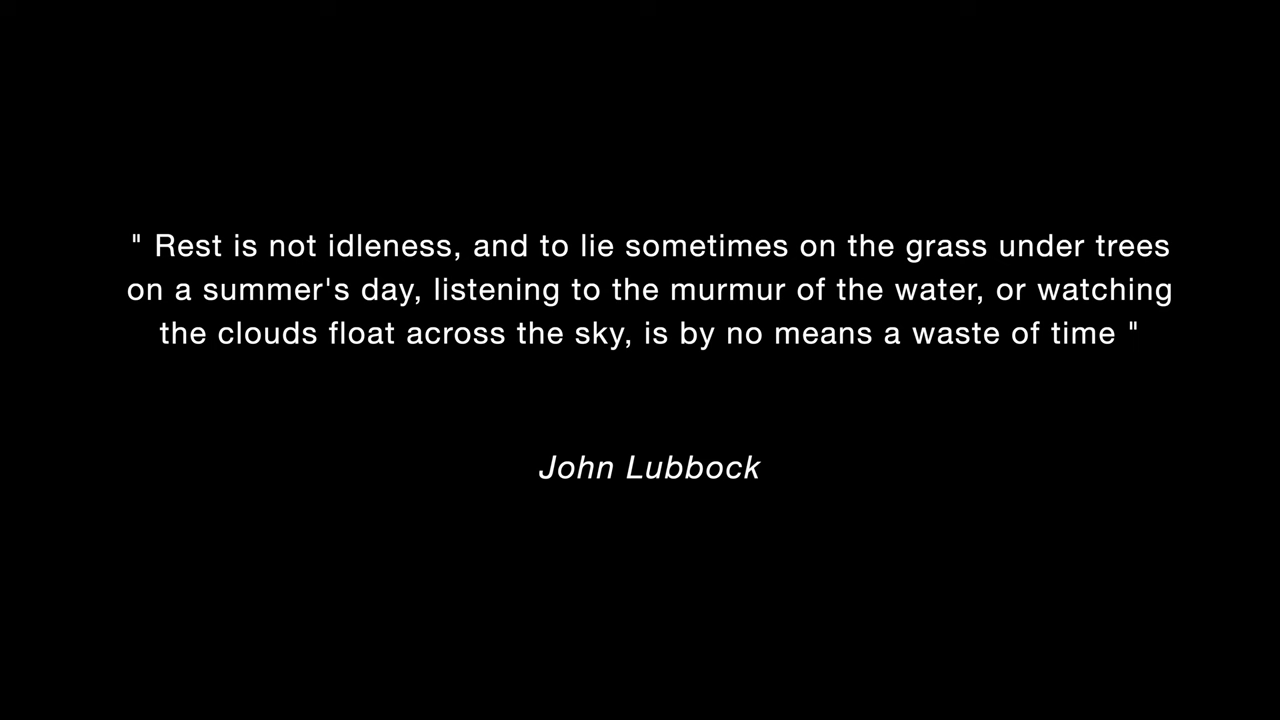 " Rest is not idleness, and to lie sometimes on the grass under trees
on a summer's day, listening to the murmur of the water, or watching
the clouds float across the sky, is by no means a waste of time "
John Lubbock